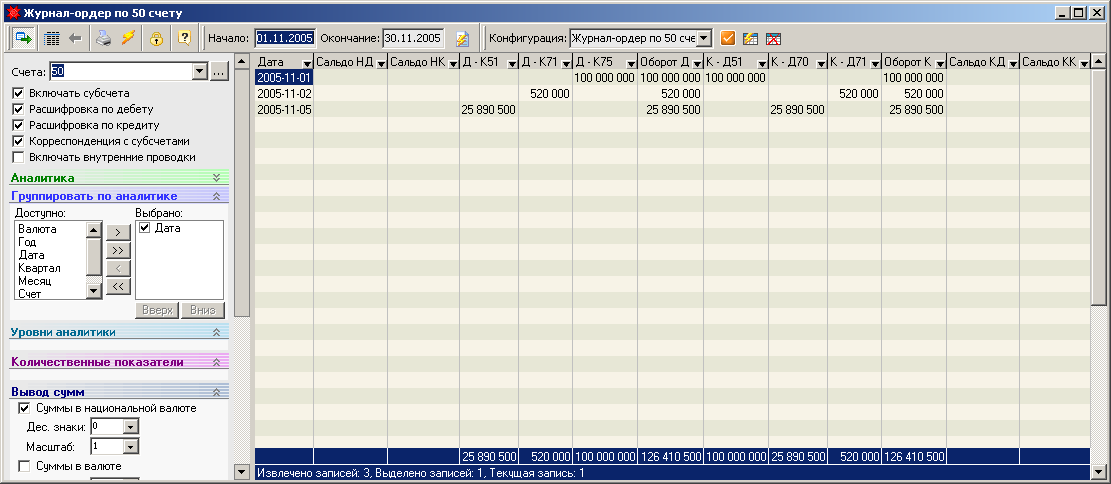 Журнал-ордер по 50 счету
Начало: 01.11.2005 Окончание: 30.11.2005 Конфигурация: Журнал-ордер по 50 сче
Счета: 50 ...
Включать субсчета
Расшифровка по дебету
Расшифровка по кредиту
Корреспонденция с субсчетами
Включать внутренние проводки
Аналитика
Группировать по аналитике
Доступно: Выбрано:
Валюта
Год
Дата
Квартал
Месяц
Счет
> 
>>
<
<<
Дата
Вверх Вниз
Уровни аналитики
Количественные показатели
Вывод сумм
Суммы в национальной валюте
Дес. знаки: 0
Масштаб: 1
Суммы в валюте
Дата Сальдо НД Сальдо НК Д - К51 Д - К71 Д - К75 Оборот Д К - Д51 К - Д70 К - Д71 Оборот К Сальдо КД Сальдо КК
2005-11-01 100 000 000 100 000 000 100 000 000 100 000 000
2005-11-02 520 000 520 000 520 000 520 000
2005-11-05 25 890 500 25 890 500 25 890 500 25 890 500
25 890 500 520 000 100 000 000 126 410 500 100 000 000 25 890 500 520 000 126 410 500
Извлечено записей: 3, Выделено записей: 1, Текущая запись: 1